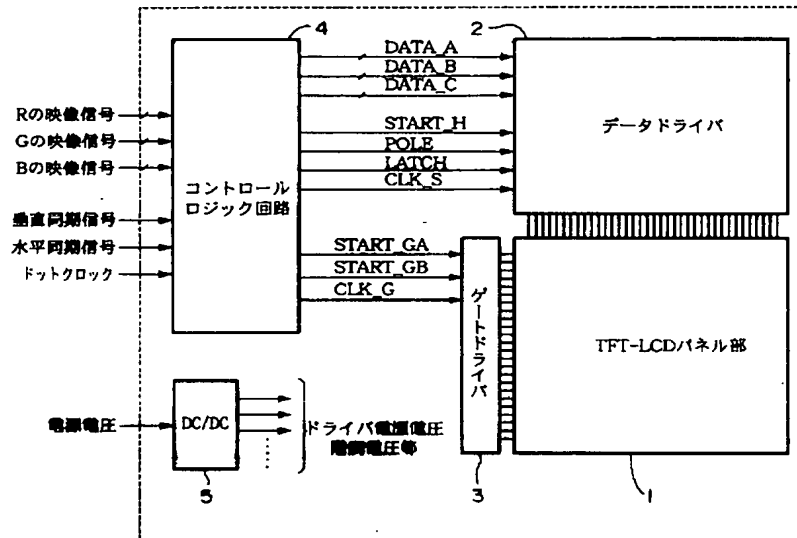 4
2
DATA_A
DATA_B
DATA_C
Rの映像信号
START_H
データドライバ
Gの映像信号
POLE
Bの映像信号
LATCH
コントロール
ロジック回路
CLK_S
垂直同期信号
水平同期信号
START_GA
ドットクロック
START_GB
CLK_G
ゲートドライバ
TFT-LCDパネル部
電源電圧
DC/DC
ドライバ電源電圧
階調電圧等
5
3
1